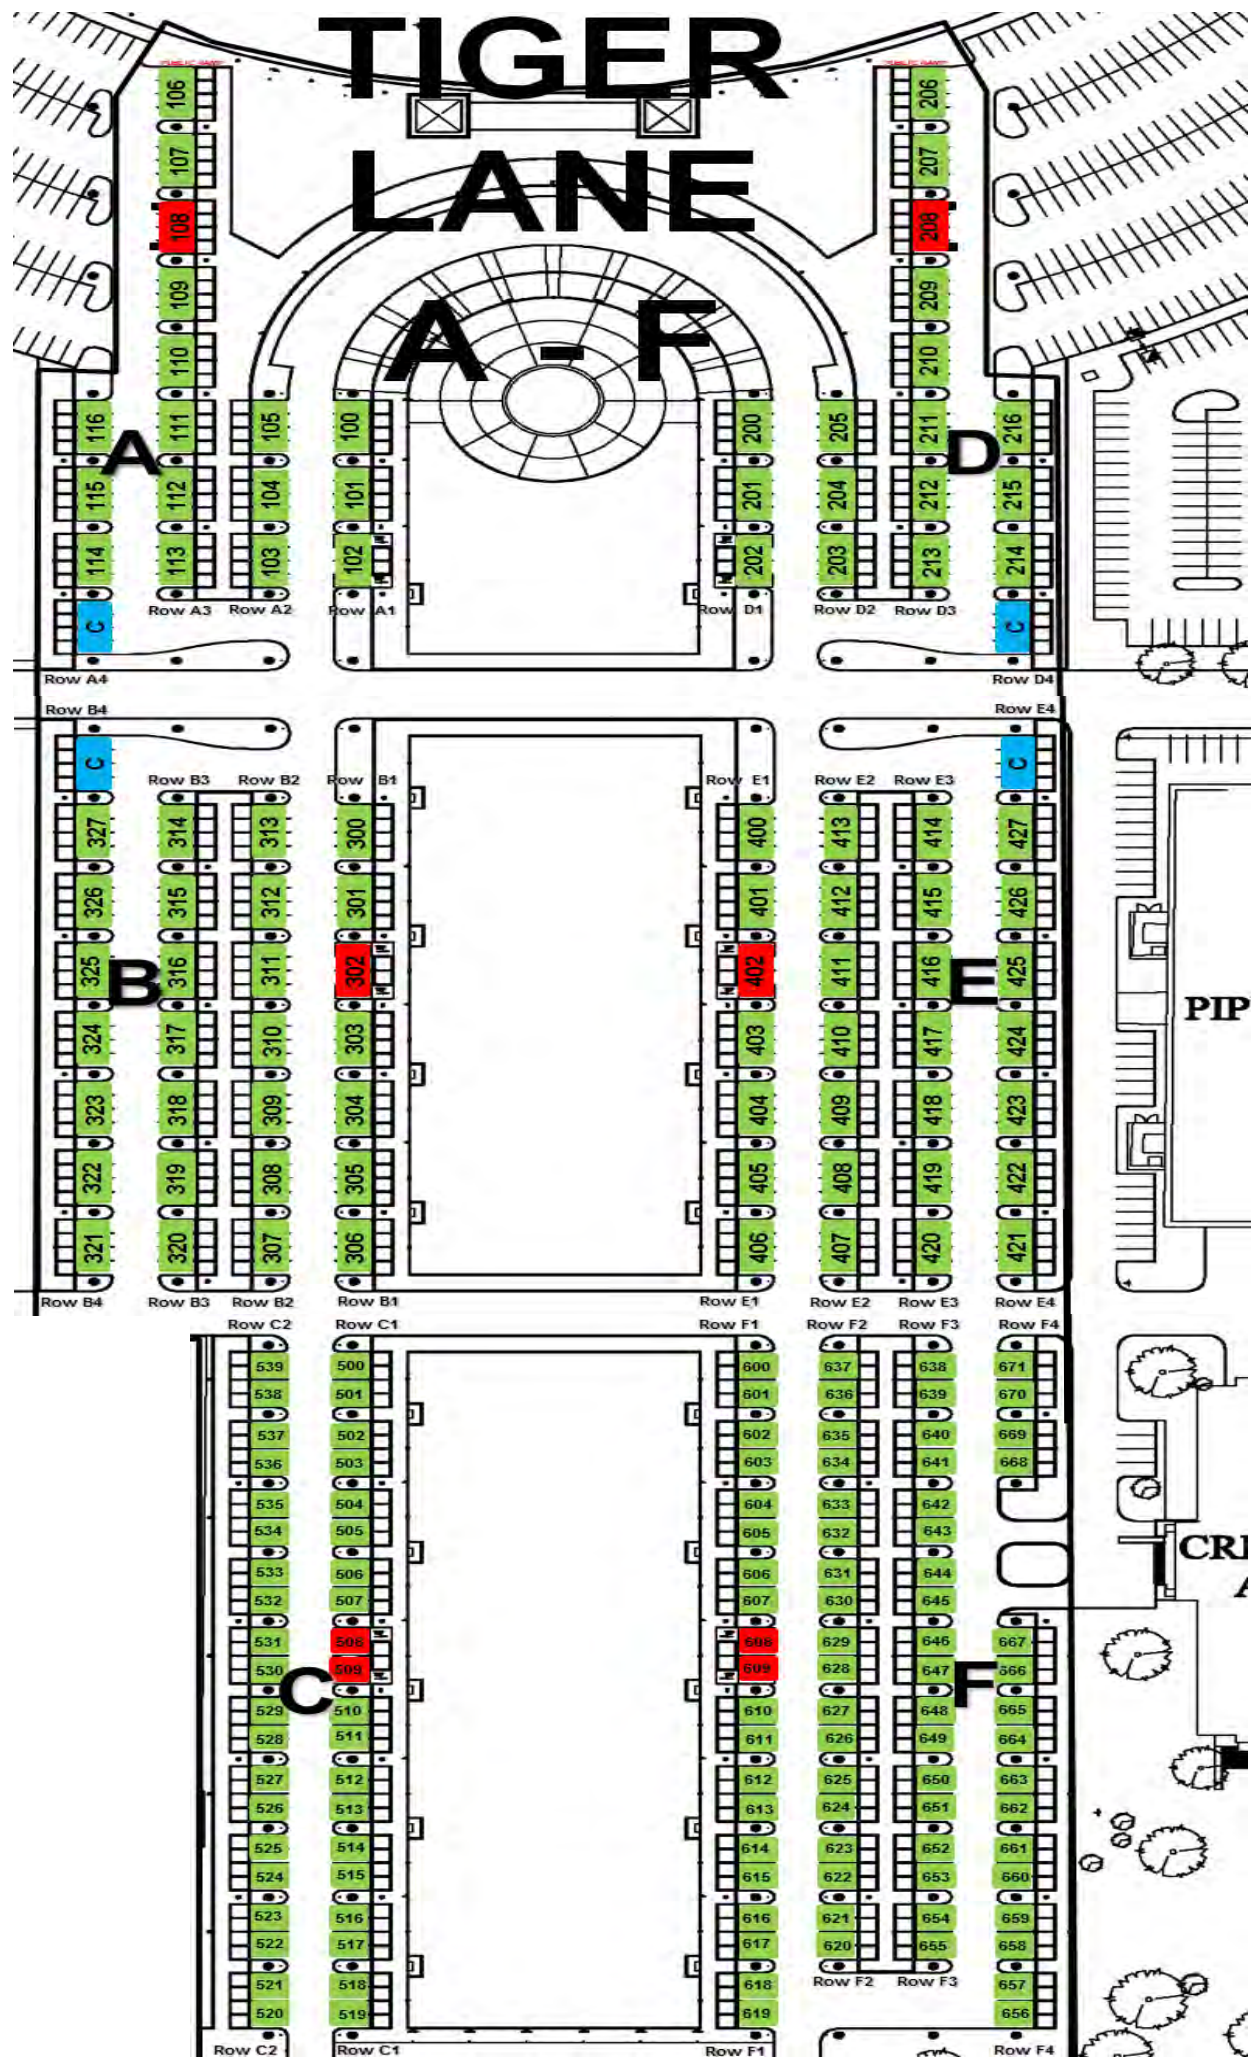 TIGER
LANE
A - F
PUBLIC SAFETY PUBLIC SAFETY
106 206
107 207
108 208
109 209
110 210
116 111 105 100 200 205 211 216
A D
115 112 104 101 201 204 212 215
114 113 103 102 202 203 213 214
C Row A3 Row A2 Row A1 Row D1 Row D2 Row D3 C
Row A4 Row D4
Row B4 Row E4
C Row B3 Row B2 Row B1 Row E1 Row E2 Row E3 C
327 314 313 300 400 413 414 427
326 315 312 301 401 412 415 426
325 316 311 302 402 411 416 425
B E
PIP
324 317 310 303 403 410 417 424
323 318 309 304 404 409 418 423
322 319 308 305 405 408 419 422
321 320 307 306 406 407 420 421
Row B4 Row B3 Row B2 Row B1 Row E1 Row E2 Row E3 Row E4
Row C2 Row C1 Row F1 Row F2 Row F3 Row F4
539 500 600 637 638 671
538 501 601 636 639 670
537 502 602 635 640 669
536 503 603 634 641 668
535 504 604 633 642
534 505 605 632 643
CRE
533 506 606 631 644
A
532 507 607 630 645
531 508 608 629 646 667
530 509 609 628 647 666
C F
529 510 610 627 648 665
528 511 611 626 649 664
527 512 612 625 650 663
526 513 613 624 651 662
525 514 614 623 652 661
524 515 615 622 653 660
523 516 616 621 654 659
522 517 617 620 655 658
521 518 618 Row F2 Row F3 657
520 519 619 656
Row C2 Row C1 Row F1 Row F4